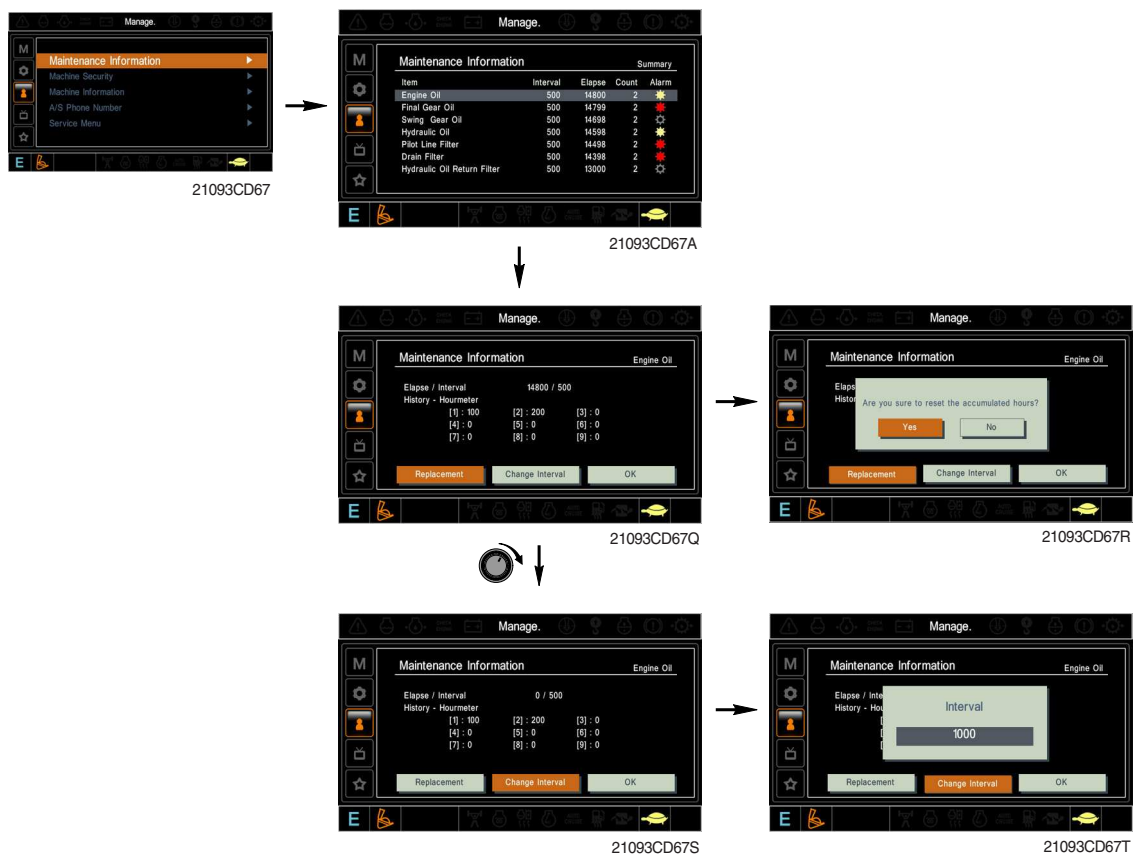 Manage.
M
Maintenance Information
Machine Security
Machine Information
A/S Phone Number
Service Menu
E
21093CD67
Manage.
M
Maintenance Information Summary
Item Interval Elapse Count Alarm
Engine Oil 500 14800 2
Final Gear Oil 500 14799 2
Swing Gear Oil 500 14698 2
Hydraulic Oil 500 14598 2
Pilot Line Filter 500 14498 2
Drain Filter 500 14398 2
Hydraulic Oil Return Filter 500 13000 2
E
21093CD67A
Manage.
M
Maintenance Information Engine Oil
Elapse / Interval 14800 / 500
History - Hourmeter
[1] : 100 [2] : 200 [3] : 0
[4] : 0 [5] : 0 [6] : 0
[7] : 0 [8] : 0 [9] : 0
Replacement Change Interval OK
E
21093CD67Q
Manage.
M
Maintenance Information Engine Oil
Elaps
Histor
Are you sure to reset the accumulated hours?
Yes No
Replacement Change Interval OK
E
21093CD67R
Manage.
M
Maintenance Information Engine Oil
Elapse / Interval 0 / 500
History - Hourmeter
[1] : 100 [2] : 200 [3] : 0
[4] : 0 [5] : 0 [6] : 0
[7] : 0 [8] : 0 [9] : 0
Replacement Change Interval OK
E
21093CD67S
Manage.
M
Maintenance Information Engine Oil
Elapse / Inte
History - Hou
Interval
1000
Replacement Change Interval OK
E
21093CD67T